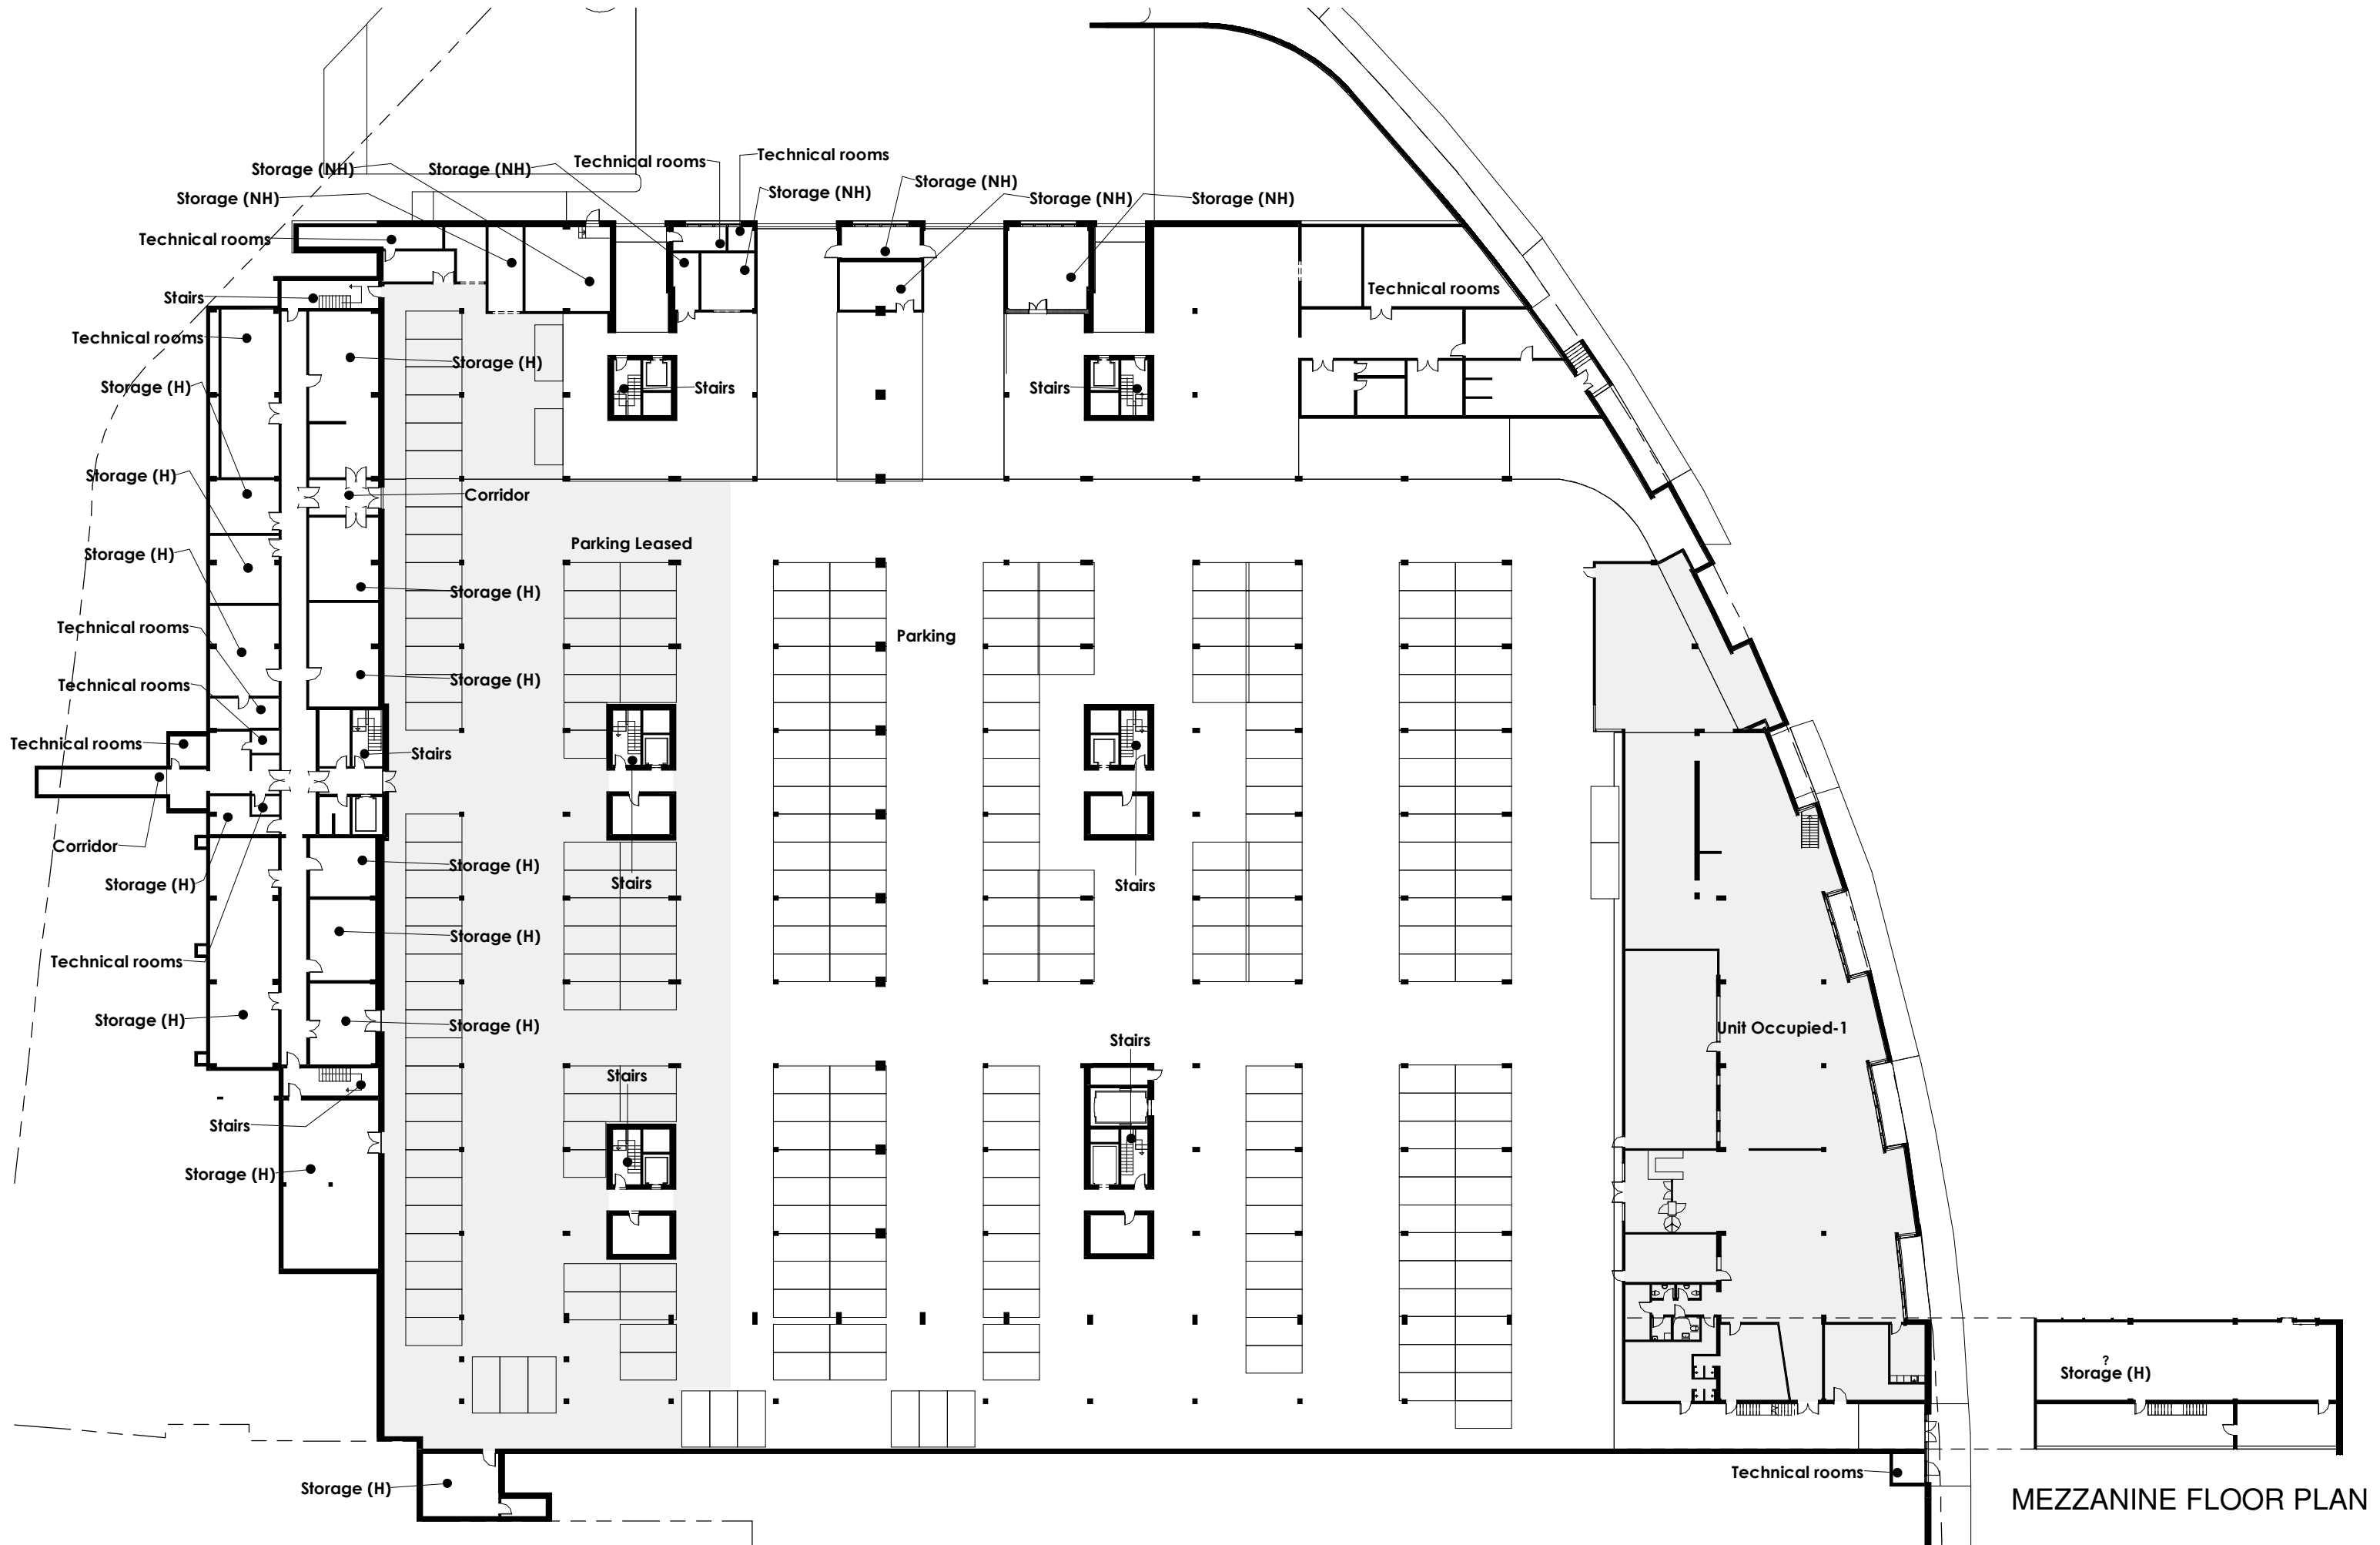 Technical rooms
Storage (NH)
Storage (NH)
Technical rooms
Storage (NH)
Storage (NH)
Storage (NH)
Storage (NH)
Storage (NH)
Technical rooms
Technical rooms
Stairs
Technical rooms
Storage (H)
Storage (H)
Stairs
Stairs
Storage (H)
Corridor
Parking Leased
Storage (H)
Storage (H)
Technical rooms
Parking
Storage (H)
Technical rooms
Technical rooms
Stairs
Corridor
Storage (H)
Storage (H)
Stairs
Stairs
Storage (H)
Technical rooms
Storage (H)
Storage (H)
Unit Occupied-1
Stairs
Stairs
Stairs
Storage (H)
?
Storage (H)
Technical rooms
Storage (H)
MEZZANINE FLOOR PLAN